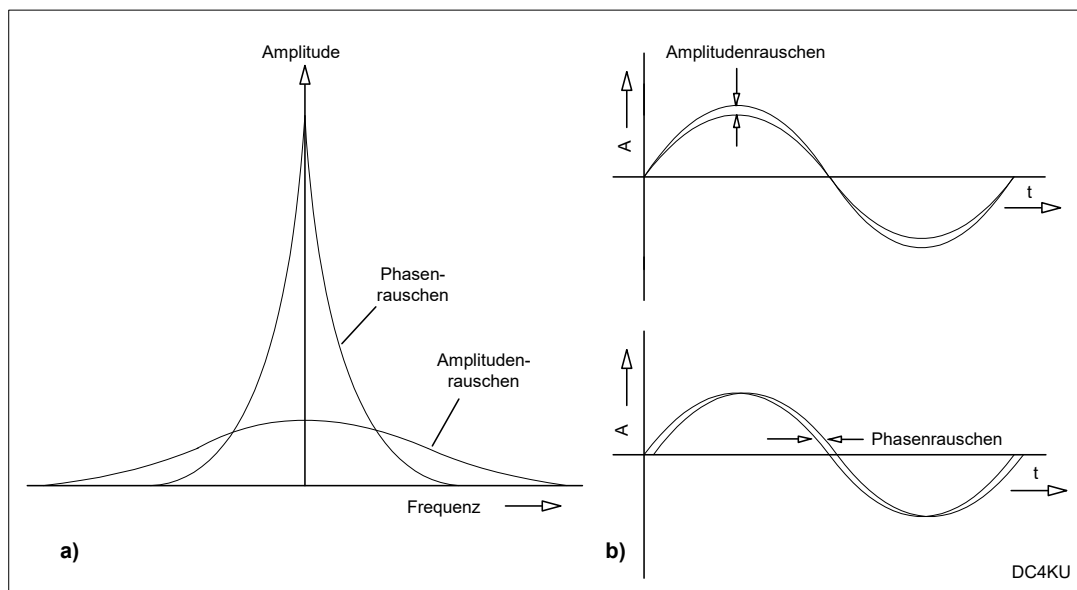 Amplitude
Phasen-
rauschen
Amplituden-
rauschen
Frequenz
a)
Amplitudenrauschen
A
t
A
Phasenrauschen
t
b)
DC4KU